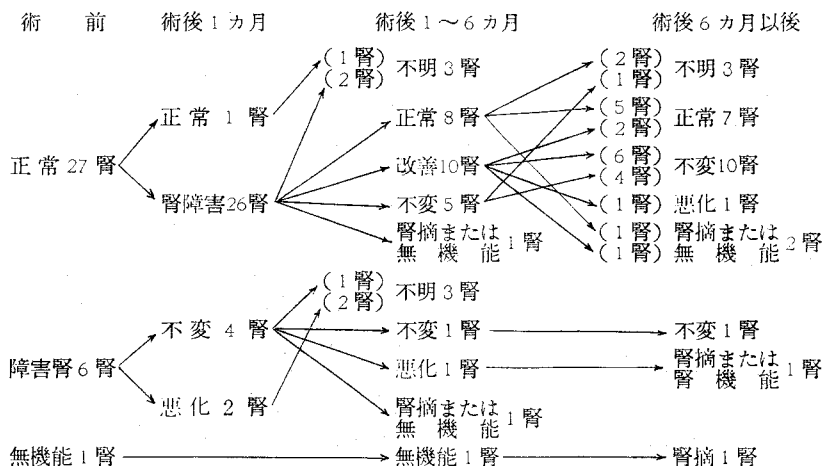 術 前 術後1ヵ月 術後1～6ヵ月 術後6ヵ月以後
(1腎) (2腎) 不明3腎 (2腎) (1腎) 不明3腎
正常 1 腎 正常8腎 (5腎) (2腎) 正常7腎
正常27腎 改善10腎 (6腎) (4腎) 不変10腎
腎障害26腎 不変5腎 (1腎) 悪化1腎
腎摘または無機能1腎 (1腎) (1腎) 腎摘または無機能2腎
(1腎) (2腎) 不明3腎
不変 4 腎 不変1腎 不変1腎
障害腎6腎 悪化1腎 腎摘または腎機能1腎
悪化 2 腎 腎摘または無機能1腎
無機能1腎 無機能1腎 腎摘1腎